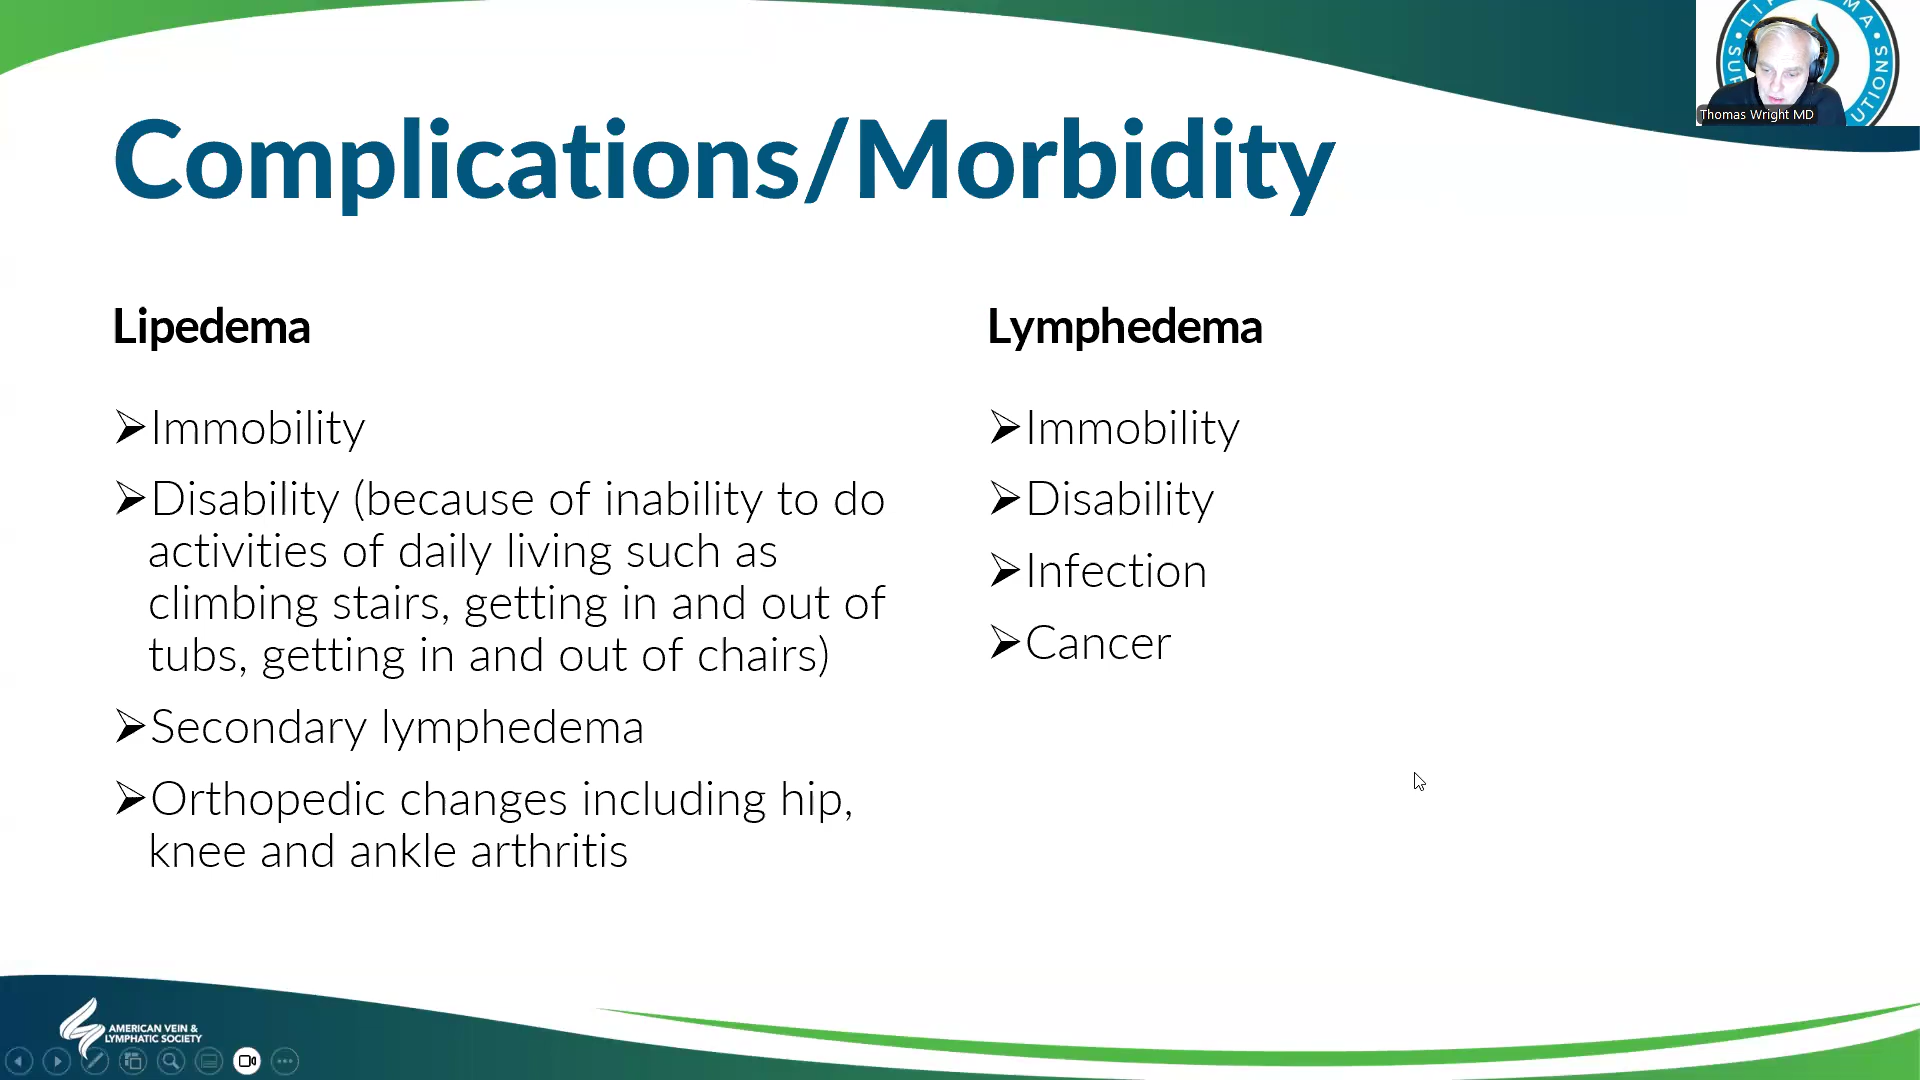 Thomas Wright MD
Complications/Morbidity
Lipedema
➢Immobility
➢Disability (because of inability to do
activities of daily living such as
climbing stairs, getting in and out of
tubs, getting in and out of chairs)
➢Secondary lymphedema
➢Orthopedic changes including hip,
knee and ankle arthritis
Lymphedema
➢Immobility
➢Disability
➢Infection
➢Cancer
AMERICAN VEIN &
LYMPHATIC SOCIETY